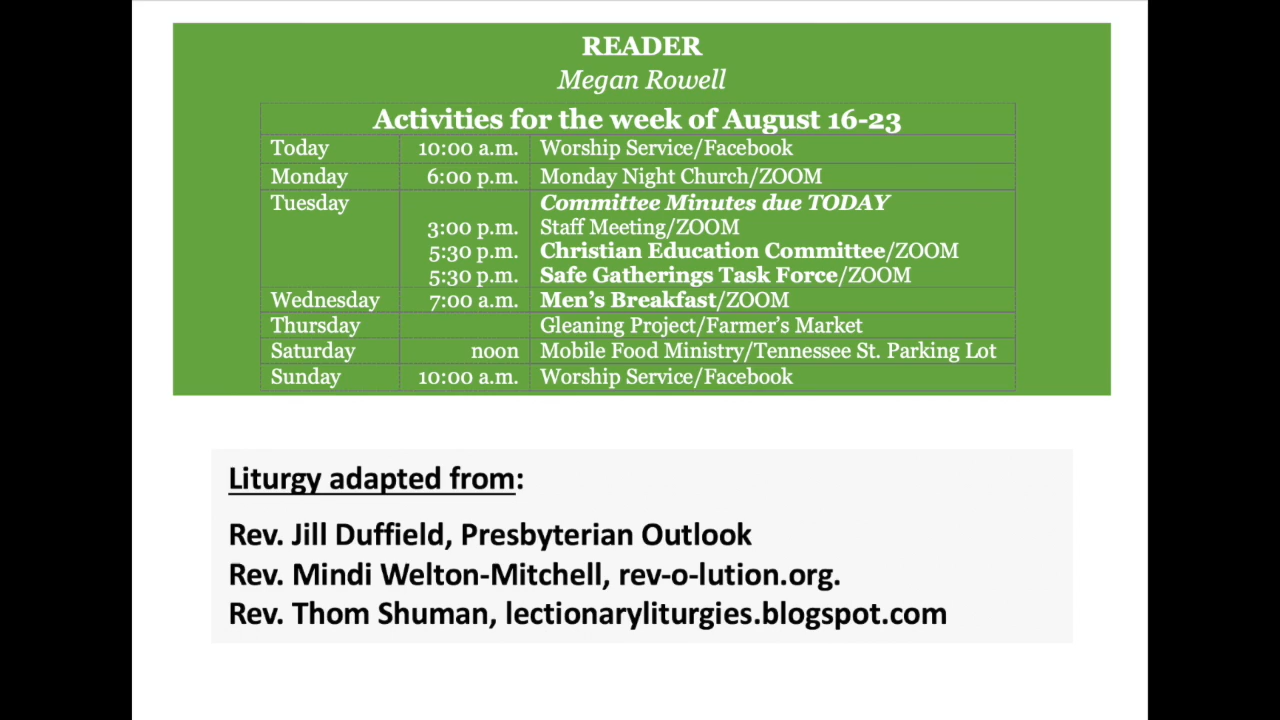 READER
Megan Rowell
Activities for the week of August 16-23
Today 10:00 a.m. Worship Service/Facebook
Monday 6:00 p.m. Monday Night Church/ZOOM
Tuesday Committee Minutes due TODAY
3:00 p.m. Staff Meeting/ZOOM
5:30 p.m. Christian Education Committee/ZOOM
5:30 p.m. Safe Gatherings Task Force/ZOOM
Wednesday 7:00 a.m. Men's Breakfast/ZOOM
Thursday Gleaning Project/Farmer's Market
Saturday noon Mobile Food Ministry/Tennessee St. Parking Lot
Sunday 10:00 a.m. Worship Service/Facebook
Liturgy adapted from:
Rev. Jill Duffield, Presbyterian Outlook
Rev. Mindi Welton-Mitchell, rev-o-lution.org.
Rev. Thom Shuman, lectionaryliturgies.blogspot.com